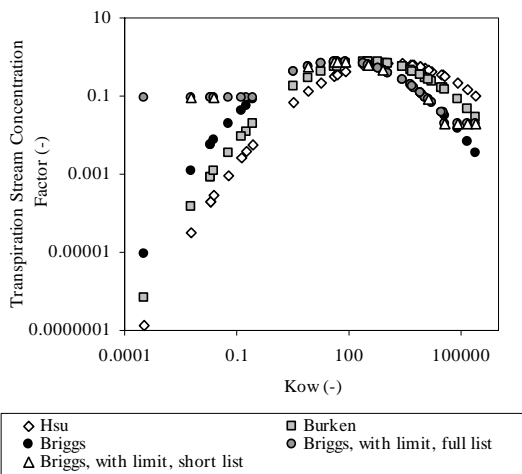 Transpiration Stream Concentration
Factor (-)
10
0.1
0.001
0.00001
0.0000001
0.0001
0.1
100
100000
Kow (-)
Hsu
Burken
Briggs
Briggs, with limit, full list
Briggs, with limit, short list